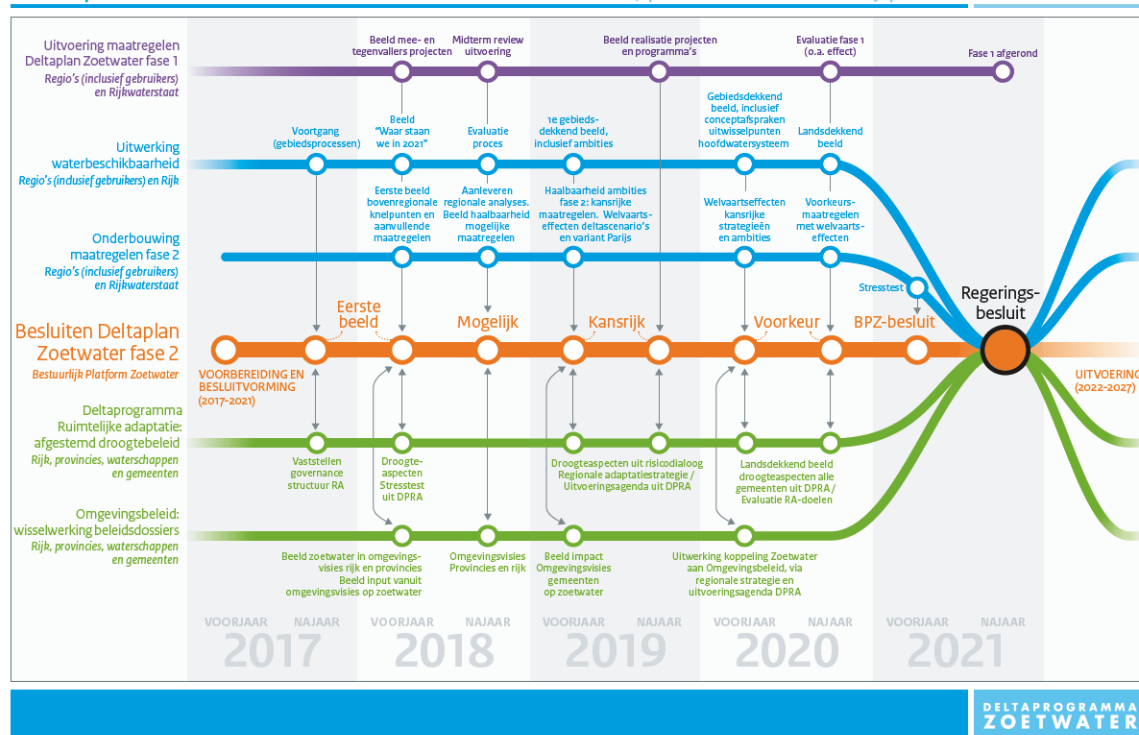 Uitvoering maatregelen
Deltaplan Zoetwater fase 1
Regio's (inclusief gebruikers)
en Rijkwaterstaat
Beeld mee- en
tegenvallers projecten
Midterm review
uitvoering
Beeld realisatie projecten
en programma's
Evaluatie fase 1
(o.a. effect)
Fase 1 afgerond
Uitwerking
waterbeschikbaarheid
Regio's (inclusief gebruikers) en Rijk
Voortgang
(gebiedsprocessen)
Beeld
"Waar staan
we in 2021"
Evaluatie
proces
1e gebieds-
dekkend beeld,
inclusief ambities
Gebiedsdekkend
beeld, inclusief
conceptafspraken
uitwisselpunten
hoofdwatersysteem
Landsdekkend
beeld
Onderbouwing
maatregelen fase 2
Regio's (inclusief gebruikers)
en Rijkwaterstaat
Eerste beeld
bovenregionale
knelpunten en
aanvullende
maatregelen
Aanleveren
regionale analyses.
Beeld haalbaarheid
mogelijke
maatregelen
Haalbaarheid ambities
fase 2: kansrijke
maatregelen. Welvaarts-
effecten deltascenario's
en variant Parijs
Welvaartseffecten
kansrijke
strategieën
en ambities
Voorkeurs-
maatregelen
met welvaarts-
effecten
Stresstest
Besluiten Deltaplan
Zoetwater fase 2
Bestuurlijk Platform Zoetwater
Eerste
beeld
Mogelijk
Kansrijk
Voorkeur
BPZ-besluit
Regerings-
besluit
VOORBEREIDING EN
BESLUITVORMING
(2017-2021)
UITVOERING
(2022-2027)
Deltaprogramma
Ruimtelijke adaptatie:
afgestemd droogtebeleid
Rijk, provincies, waterschappen
en gemeenten
Vaststellen
governance
structuur RA
Droogte-
aspecten
Stresstest
uit DPRA
Droogteaspecten uit risicodialoog
Regionale adaptatiestrategie /
Uitvoeringsagenda uit DPRA
Landsdekkend beeld
droogteaspecten alle
gemeenten uit DPRA /
Evaluatie RA-doelen
Omgevingsbeleid:
wisselwerking beleidsdossiers
Rijk, provincies, waterschappen
en gemeenten
Beeld zoetwater in omgevings-
visies rijk en provincies
Beeld input vanuit
omgevingsvisies op zoetwater
Omgevingsvisies
Provincies en rijk
Beeld impact
Omgevingsvisies
gemeenten
op zoetwater
Uitwerking koppeling Zoetwater
aan Omgevingsbeleid, via
regionale strategie en
uitvoeringsagenda DPRA
VOORJAAR NAJAAR VOORJAAR NAJAAR VOORJAAR NAJAAR VOORJAAR NAJAAR VOORJAAR NAJAAR
2017 2018 2019 2020 2021
DELTAPROGRAMMA
ZOETWATER